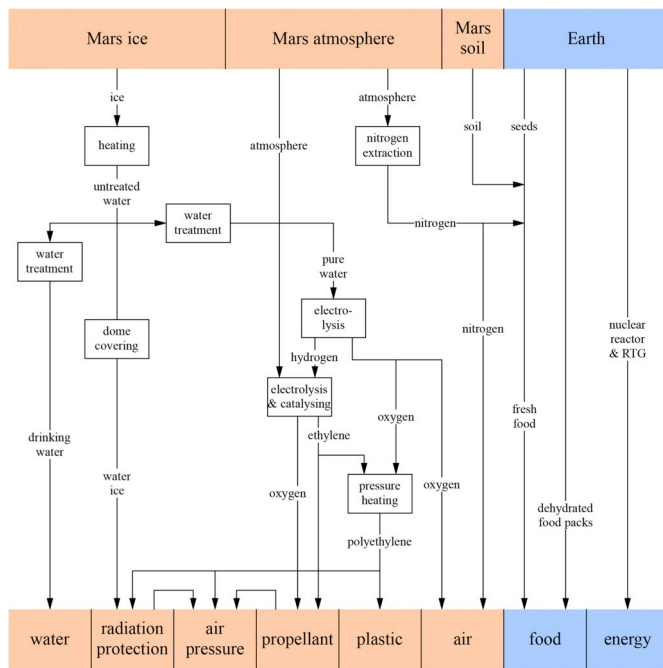 Mars ice
Mars atmosphere
Mars
soil
Earth
ice
atmosphere
heating
atmosphere
nitrogen
extraction
soil
seeds
untreated
water
water
treatment
nitrogen
water
treatment
pure
water
electro-
lysis
nitrogen
nuclear
reactor
& RTG
dome
covering
hydrogen
electrolysis
& catalysing
oxygen
fresh
food
drinking
water
ethylene
water
ice
oxygen
pressure
heating
oxygen
dehydrated
food packs
polyethylene
water
radiation
protection
air
pressure
propellant
plastic
air
food
energy